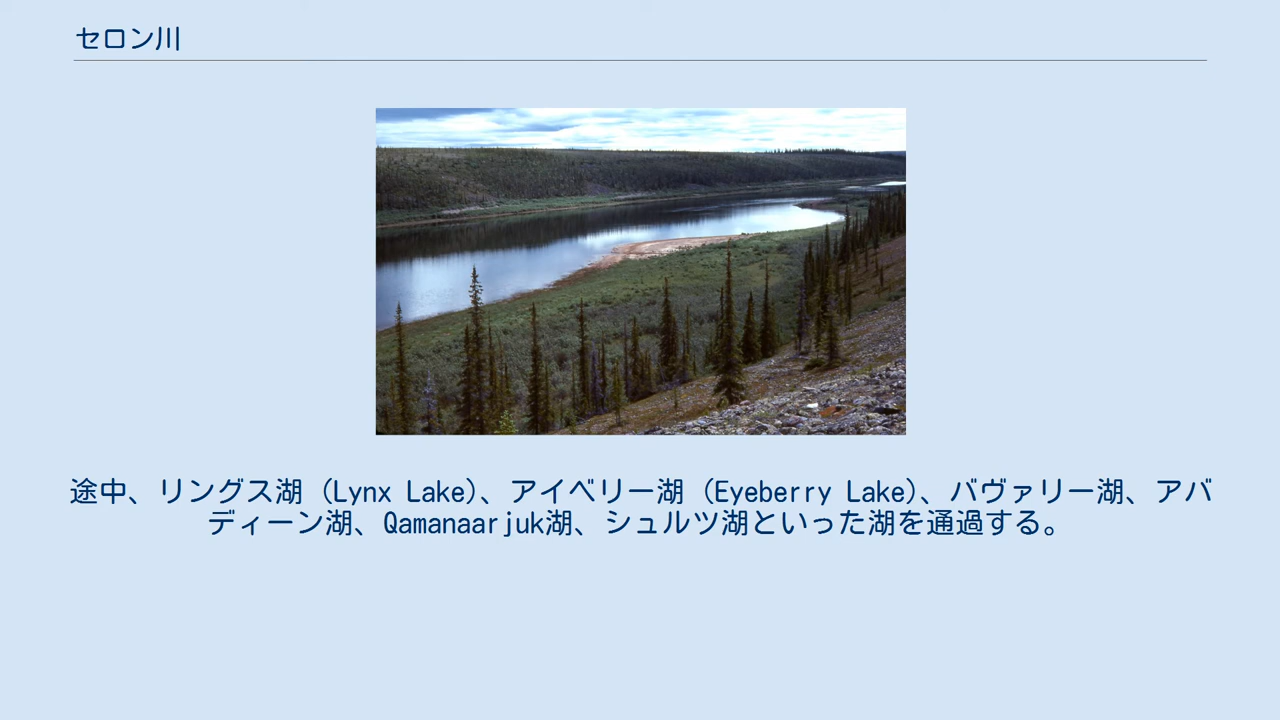 セロン川
途中、リングス湖（Lynx Lake）、アイベリー湖（Eyeberry Lake）、バヴァリー湖、アバ
ディーン湖、Qamanaarjuk湖、シュルツ湖といった湖を通過する。